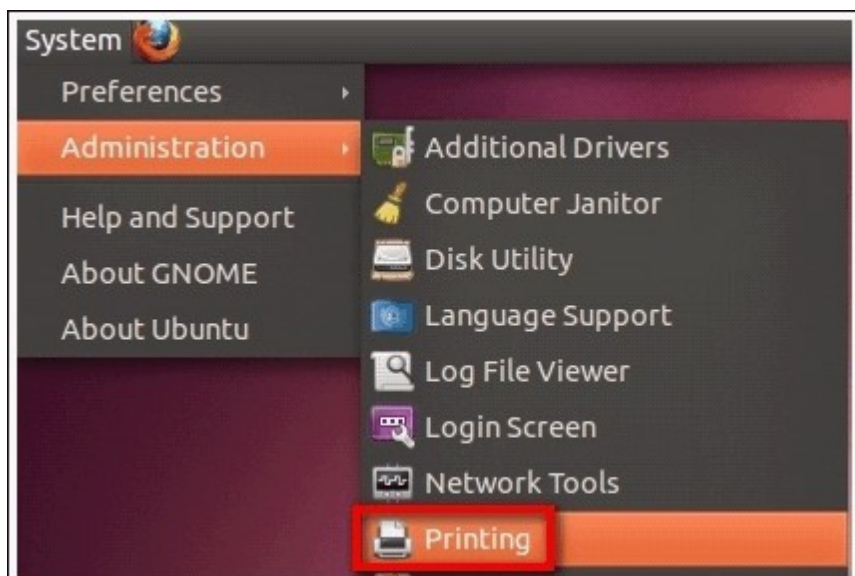 System
Preferences
Administration
Help and Support
About GNOME
About Ubuntu
Additional Drivers
Computer Janitor
Disk Utility
Language Support
Log File Viewer
Login Screen
Network Tools
Printing